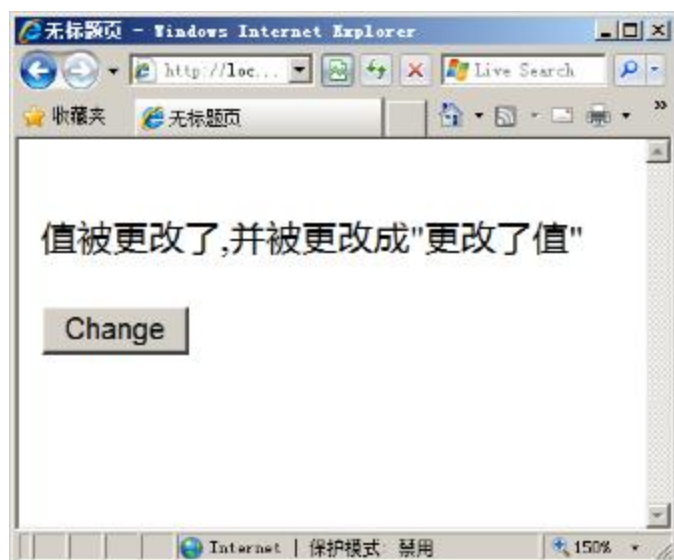 无标题页 - Windows Internet Explorer
http://loc... Live Search
收藏夹 无标题页 »
值被更改了,并被更改成"更改了值"
Change
Internet | 保护模式: 禁用 150%